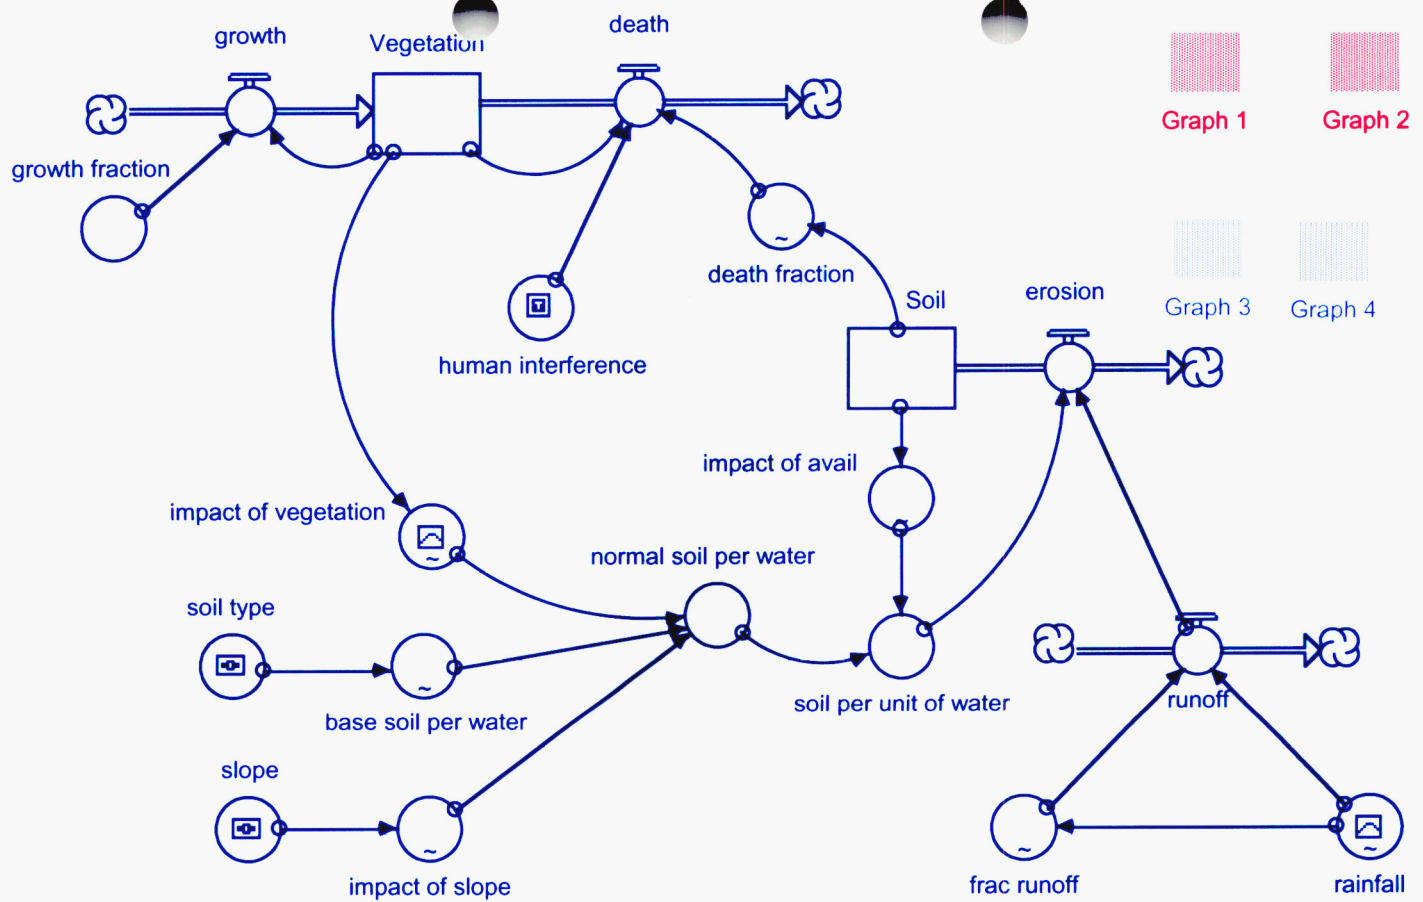 growth
Vegetation
death
Graph 1
Graph 2
growth fraction
death fraction
Soil
erosion
Graph 3
Graph 4
T
human interference
impact of avail
impact of vegetation
~
~
~
normal soil per water
soil type
~
base soil per water
soil per unit of water
runoff
slope
~
impact of slope
~
frac runoff
~
rainfall